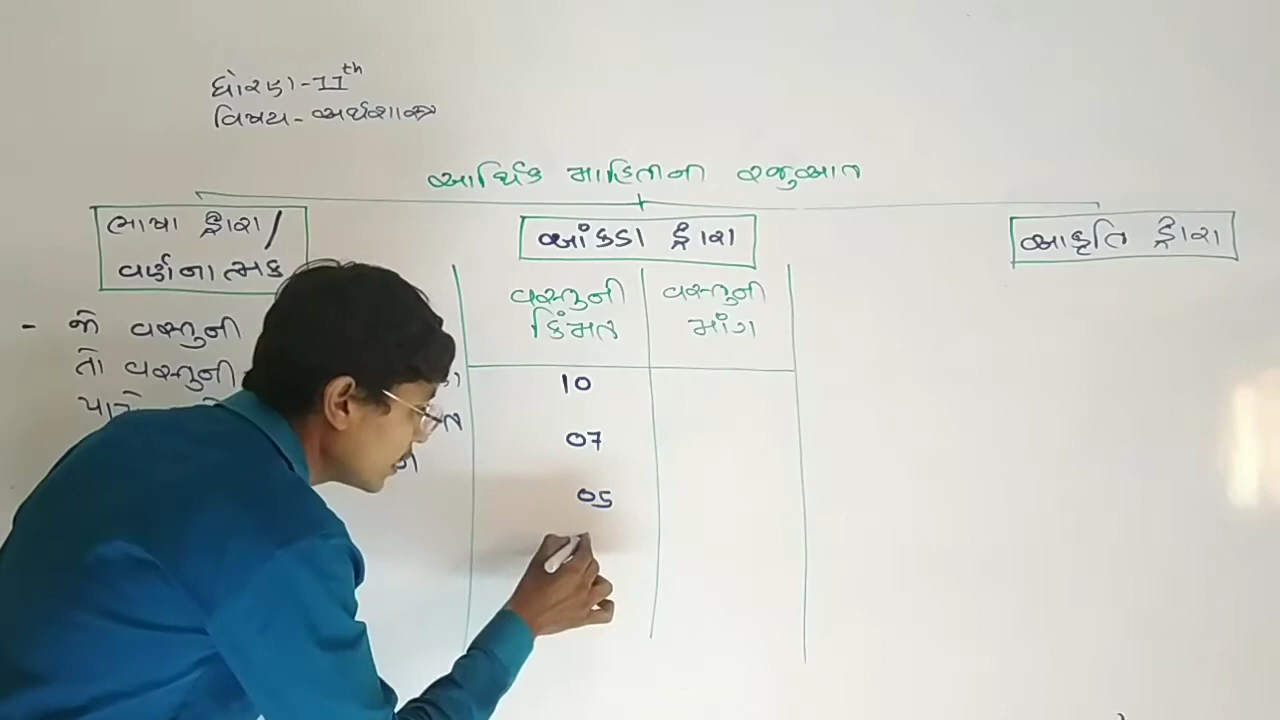 ધોરણ-11th
વિષય-અર્થશાસ્ત્ર
આર્થિક માહિતીની રજુઆત
ભાષા દ્વારા/
વર્ણનાત્મક
- જો વસ્તુની
તો વસ્તુની
આંકડા દ્વારા
વસ્તુની કિંમત
વસ્તુની માંગ
10
07
05
આકૃતિ દ્વારા